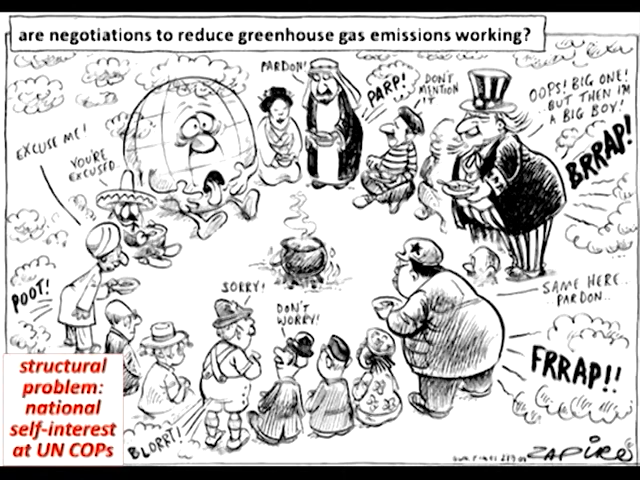 are negotiations to reduce greenhouse gas emissions working?
PARDON!
PARP!
DON'T
MENTION
IT
OOPS! BIG ONE!
BUT THEN I'M
A BIG BOY!
BRRAP!
EXCUSE ME!
YOU'RE
EXCUSED..
POOT!
SORRY!
DON'T
WORRY!
SAME HERE..
PARDON..
FRRAP!!
BLORRT!
structural
problem:
national
self-interest
at UN COPs
ZAPIRO